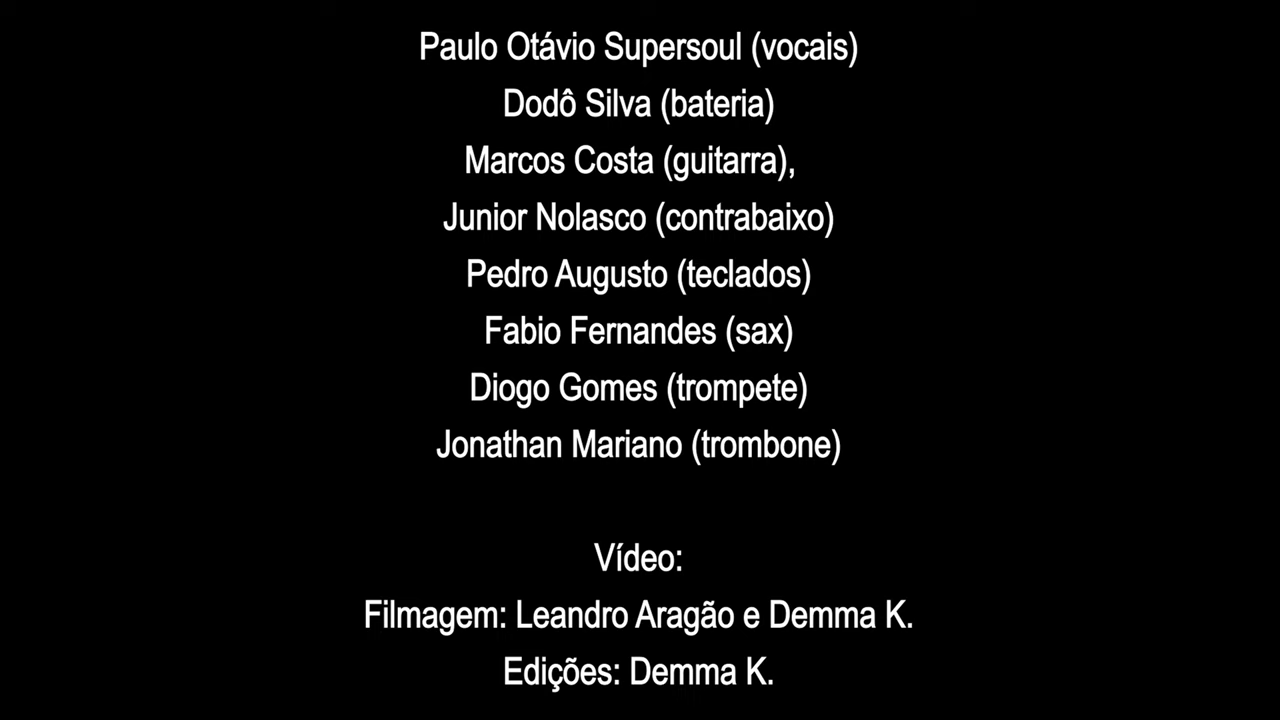 Paulo Otávio Supersoul (vocais)
Dodô Silva (bateria)
Marcos Costa (guitarra),
Junior Nolasco (contrabaixo)
Pedro Augusto (teclados)
Fabio Fernandes (sax)
Diogo Gomes (trompete)
Jonathan Mariano (trombone)
Vídeo:
Filmagem: Leandro Aragão e Demma K.
Edições: Demma K.